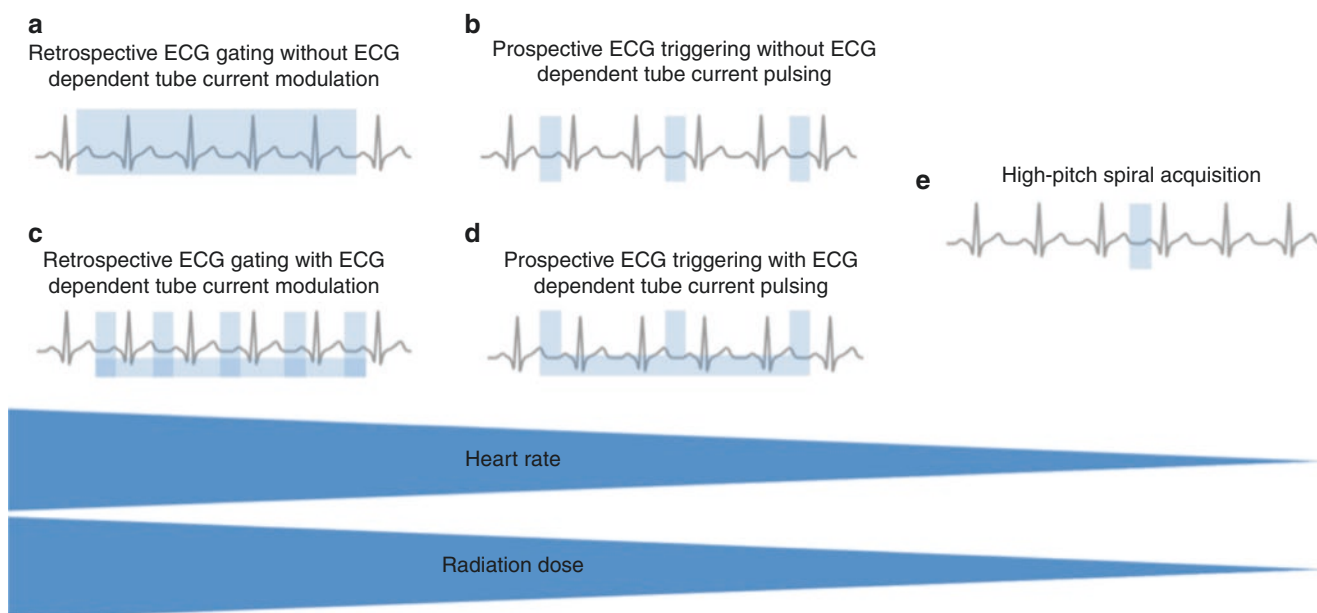 a
Retrospective ECG gating without ECG
dependent tube current modulation
b
Prospective ECG triggering without ECG
dependent tube current pulsing
c
Retrospective ECG gating with ECG
dependent tube current modulation
d
Prospective ECG triggering with ECG
dependent tube current pulsing
e
High-pitch spiral acquisition
Heart rate
Radiation dose